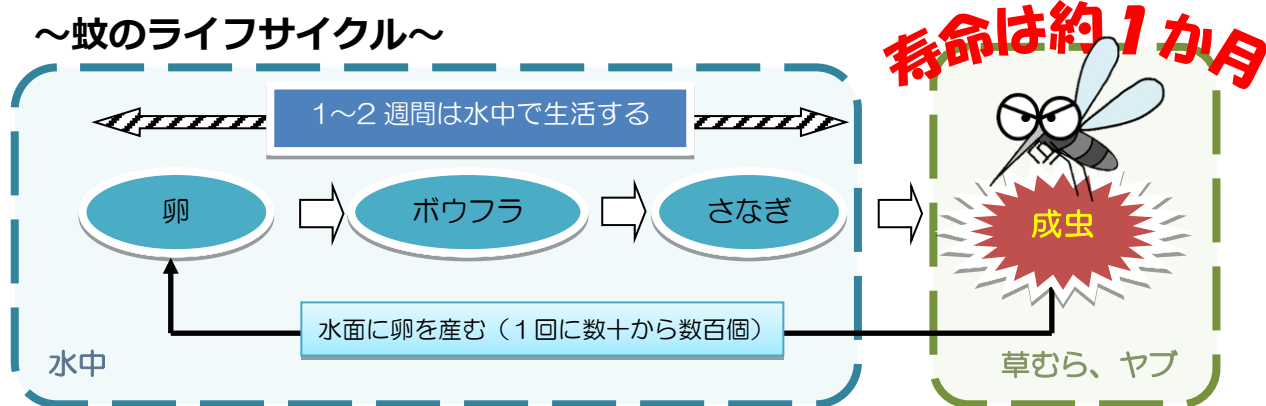 ～蚊のライフサイクル～
寿命は約1か月
1～2 週間は水中で生活する
卵
ボウフラ
さなぎ
成虫
水面に卵を産む（１回に数十から数百個）
水中
草むら、ヤブ